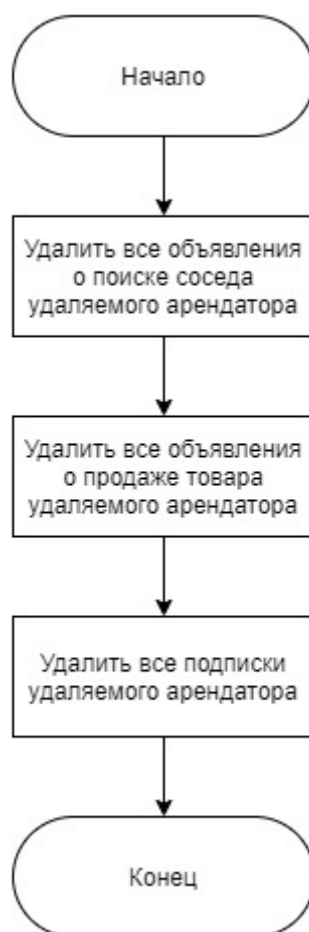 Начало
Удалить все объявления
о поиске соседа
удаляемого арендатора
Удалить все объявления
о продаже товара
удаляемого арендатора
Удалить все подписки
удаляемого арендатора
Конец